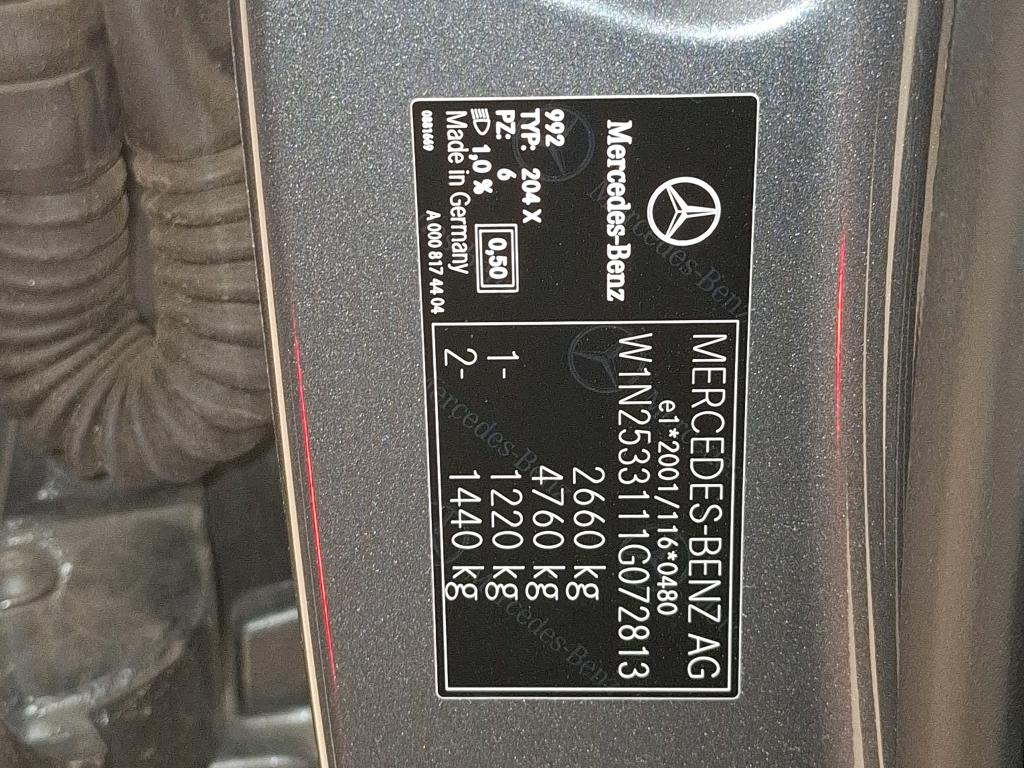 Mercedes-Benz
992
TYP: 204 X
PZ: 6
1,0 % 0,50
Made in Germany
A 000 817 44 04
MERCEDES-BENZ AG
e1*2001/116*0480
W1N2533111G072813
2660 kg
4760 kg
1- 1220 kg
2- 1440 kg